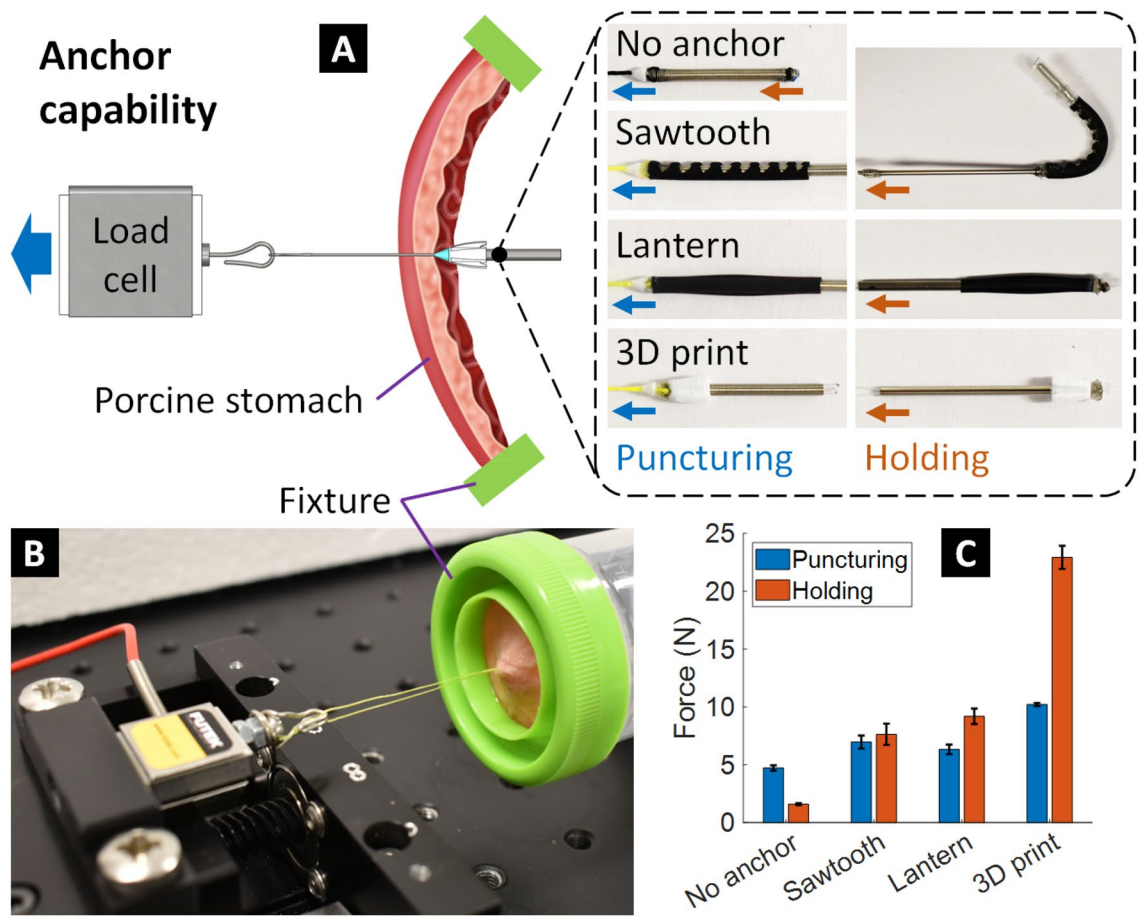 Anchor
capability
A
Load
cell
Porcine stomach
Fixture
No anchor
Sawtooth
Lantern
3D print
Puncturing
Holding
B
FUTEK
C
Puncturing
Holding
Force (N)
25
20
15
10
5
0
No anchor
Sawtooth
Lantern
3D print